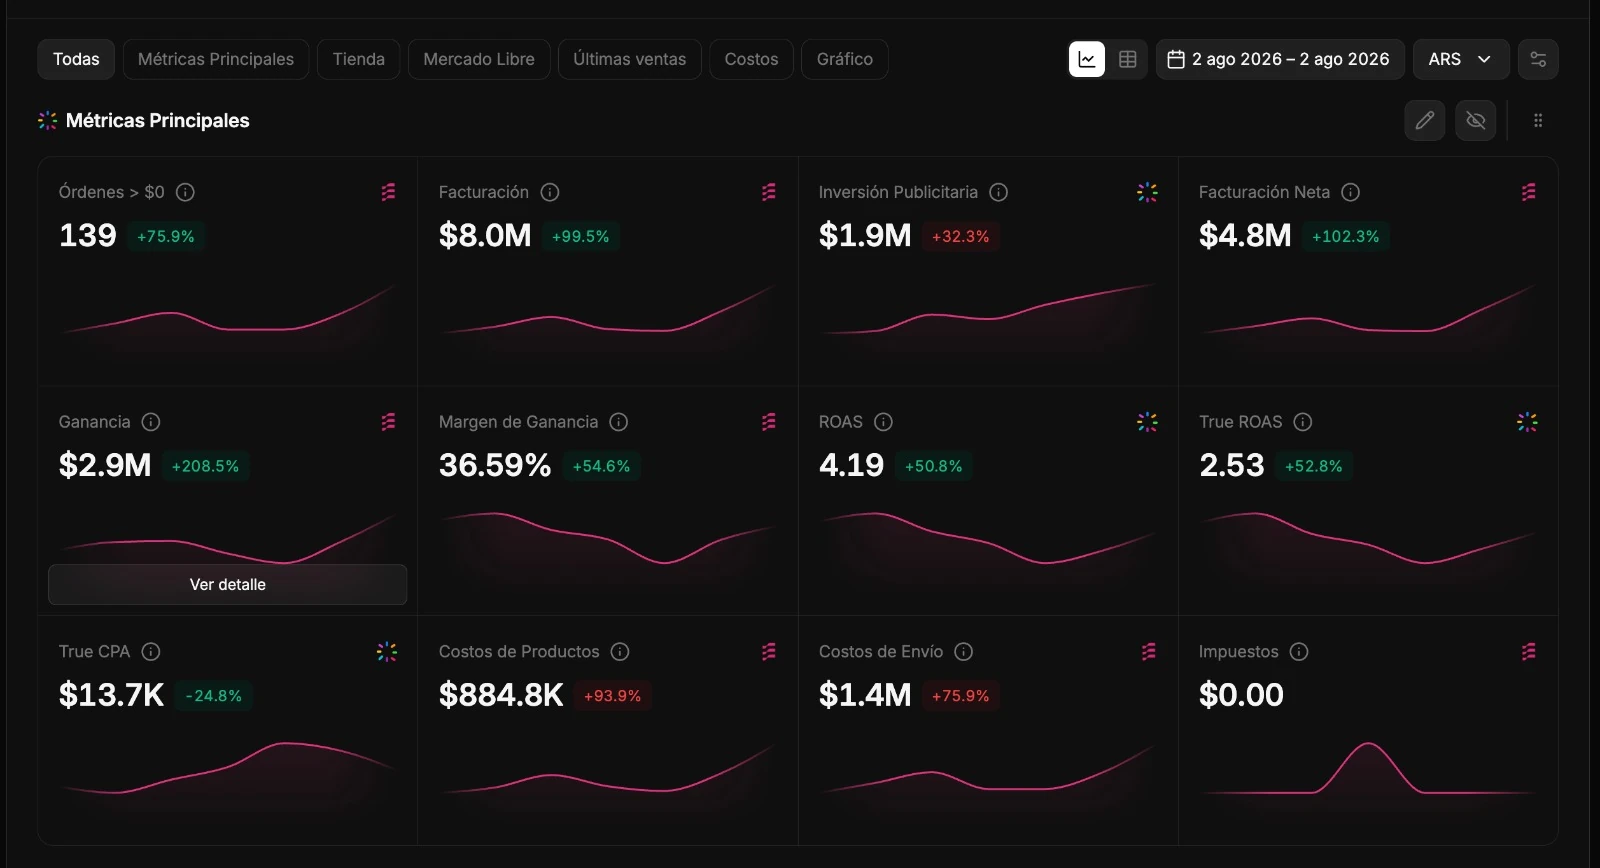 Todas
Métricas Principales
Tienda
Mercado Libre
Últimas ventas
Costos
Gráfico
2 ago 2026 – 2 ago 2026
ARS
Métricas Principales
Órdenes > $0
139 +75.9%
Facturación
$8.0M +99.5%
Inversión Publicitaria
$1.9M +32.3%
Facturación Neta
$4.8M +102.3%
Ganancia
$2.9M +208.5%
Ver detalle
Margen de Ganancia
36.59% +54.6%
ROAS
4.19 +50.8%
True ROAS
2.53 +52.8%
True CPA
$13.7K -24.8%
Costos de Productos
$884.8K +93.9%
Costos de Envío
$1.4M +75.9%
Impuestos
$0.00